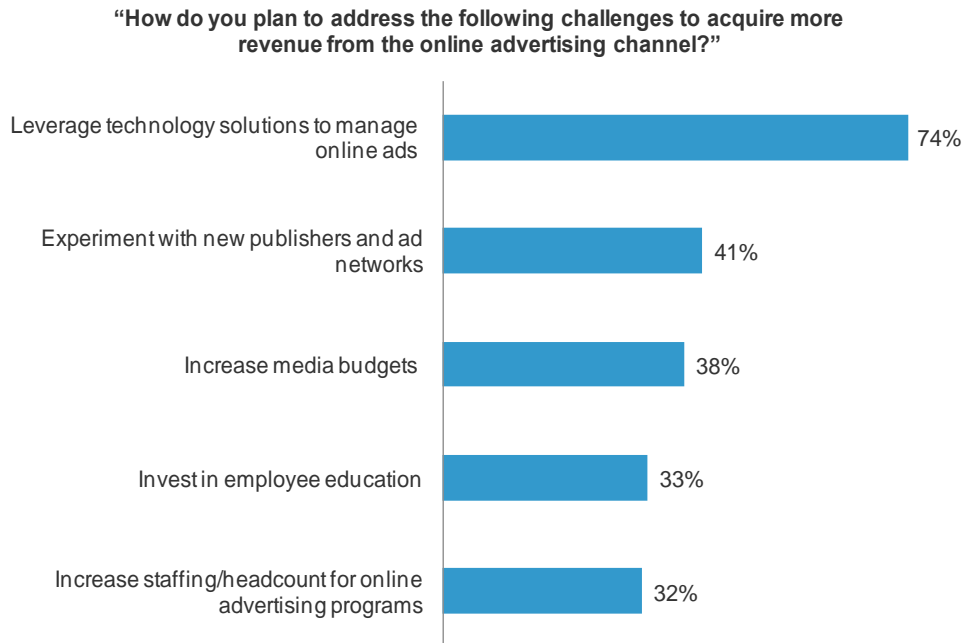 “How do you plan to address the following challenges to acquire more
revenue from the online advertising channel?”
Leverage technology solutions to manage
online ads
74%
Experiment with new publishers and ad
networks
41%
Increase media budgets
38%
Invest in employee education
33%
Increase staffing/headcount for online
advertising programs
32%